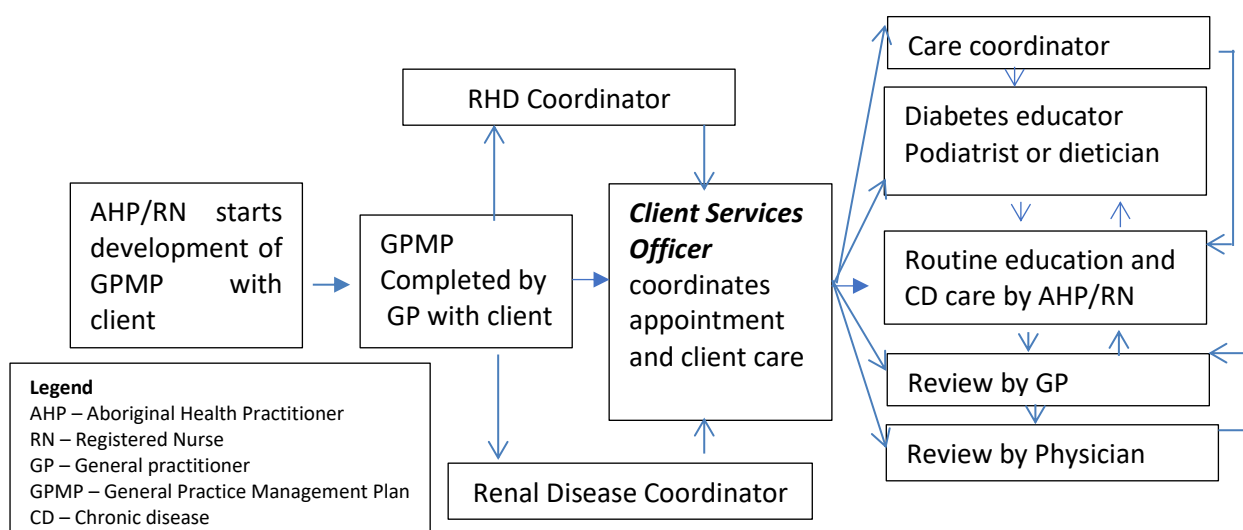 AHP/RN starts
development of
GPMP with
client
GPMP
Completed by
GP with client
RHD Coordinator
Renal Disease Coordinator
Client Services
Officer
coordinates
appointment
and client care
Care coordinator
Diabetes educator
Podiatrist or dietician
Routine education and
CD care by AHP/RN
Review by GP
Review by Physician
Legend
AHP – Aboriginal Health Practitioner
RN – Registered Nurse
GP – General practitioner
GPMP – General Practice Management Plan
CD – Chronic disease